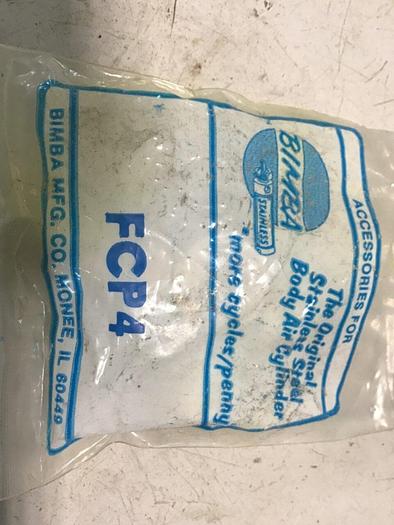 ACCESSORIES FOR
BIMBA
STAINLESS
The Original
Stainless Steel
Body Air Cylinder
"more cycles/penny
FCP4
BIMBA MFG. CO. MONEE, IL 60449